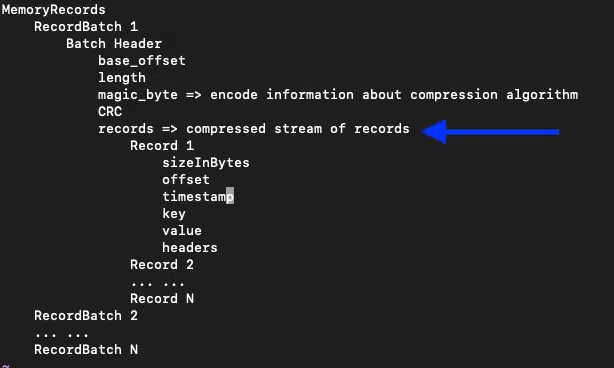 MemoryRecords
RecordBatch 1
Batch Header
base_offset
length
magic_byte => encode information about compression algorithm
CRC
records => compressed stream of records
Record 1
sizeInBytes
offset
timestamp
key
value
headers
Record 2
... ...
Record N
RecordBatch 2
... ...
RecordBatch N
~